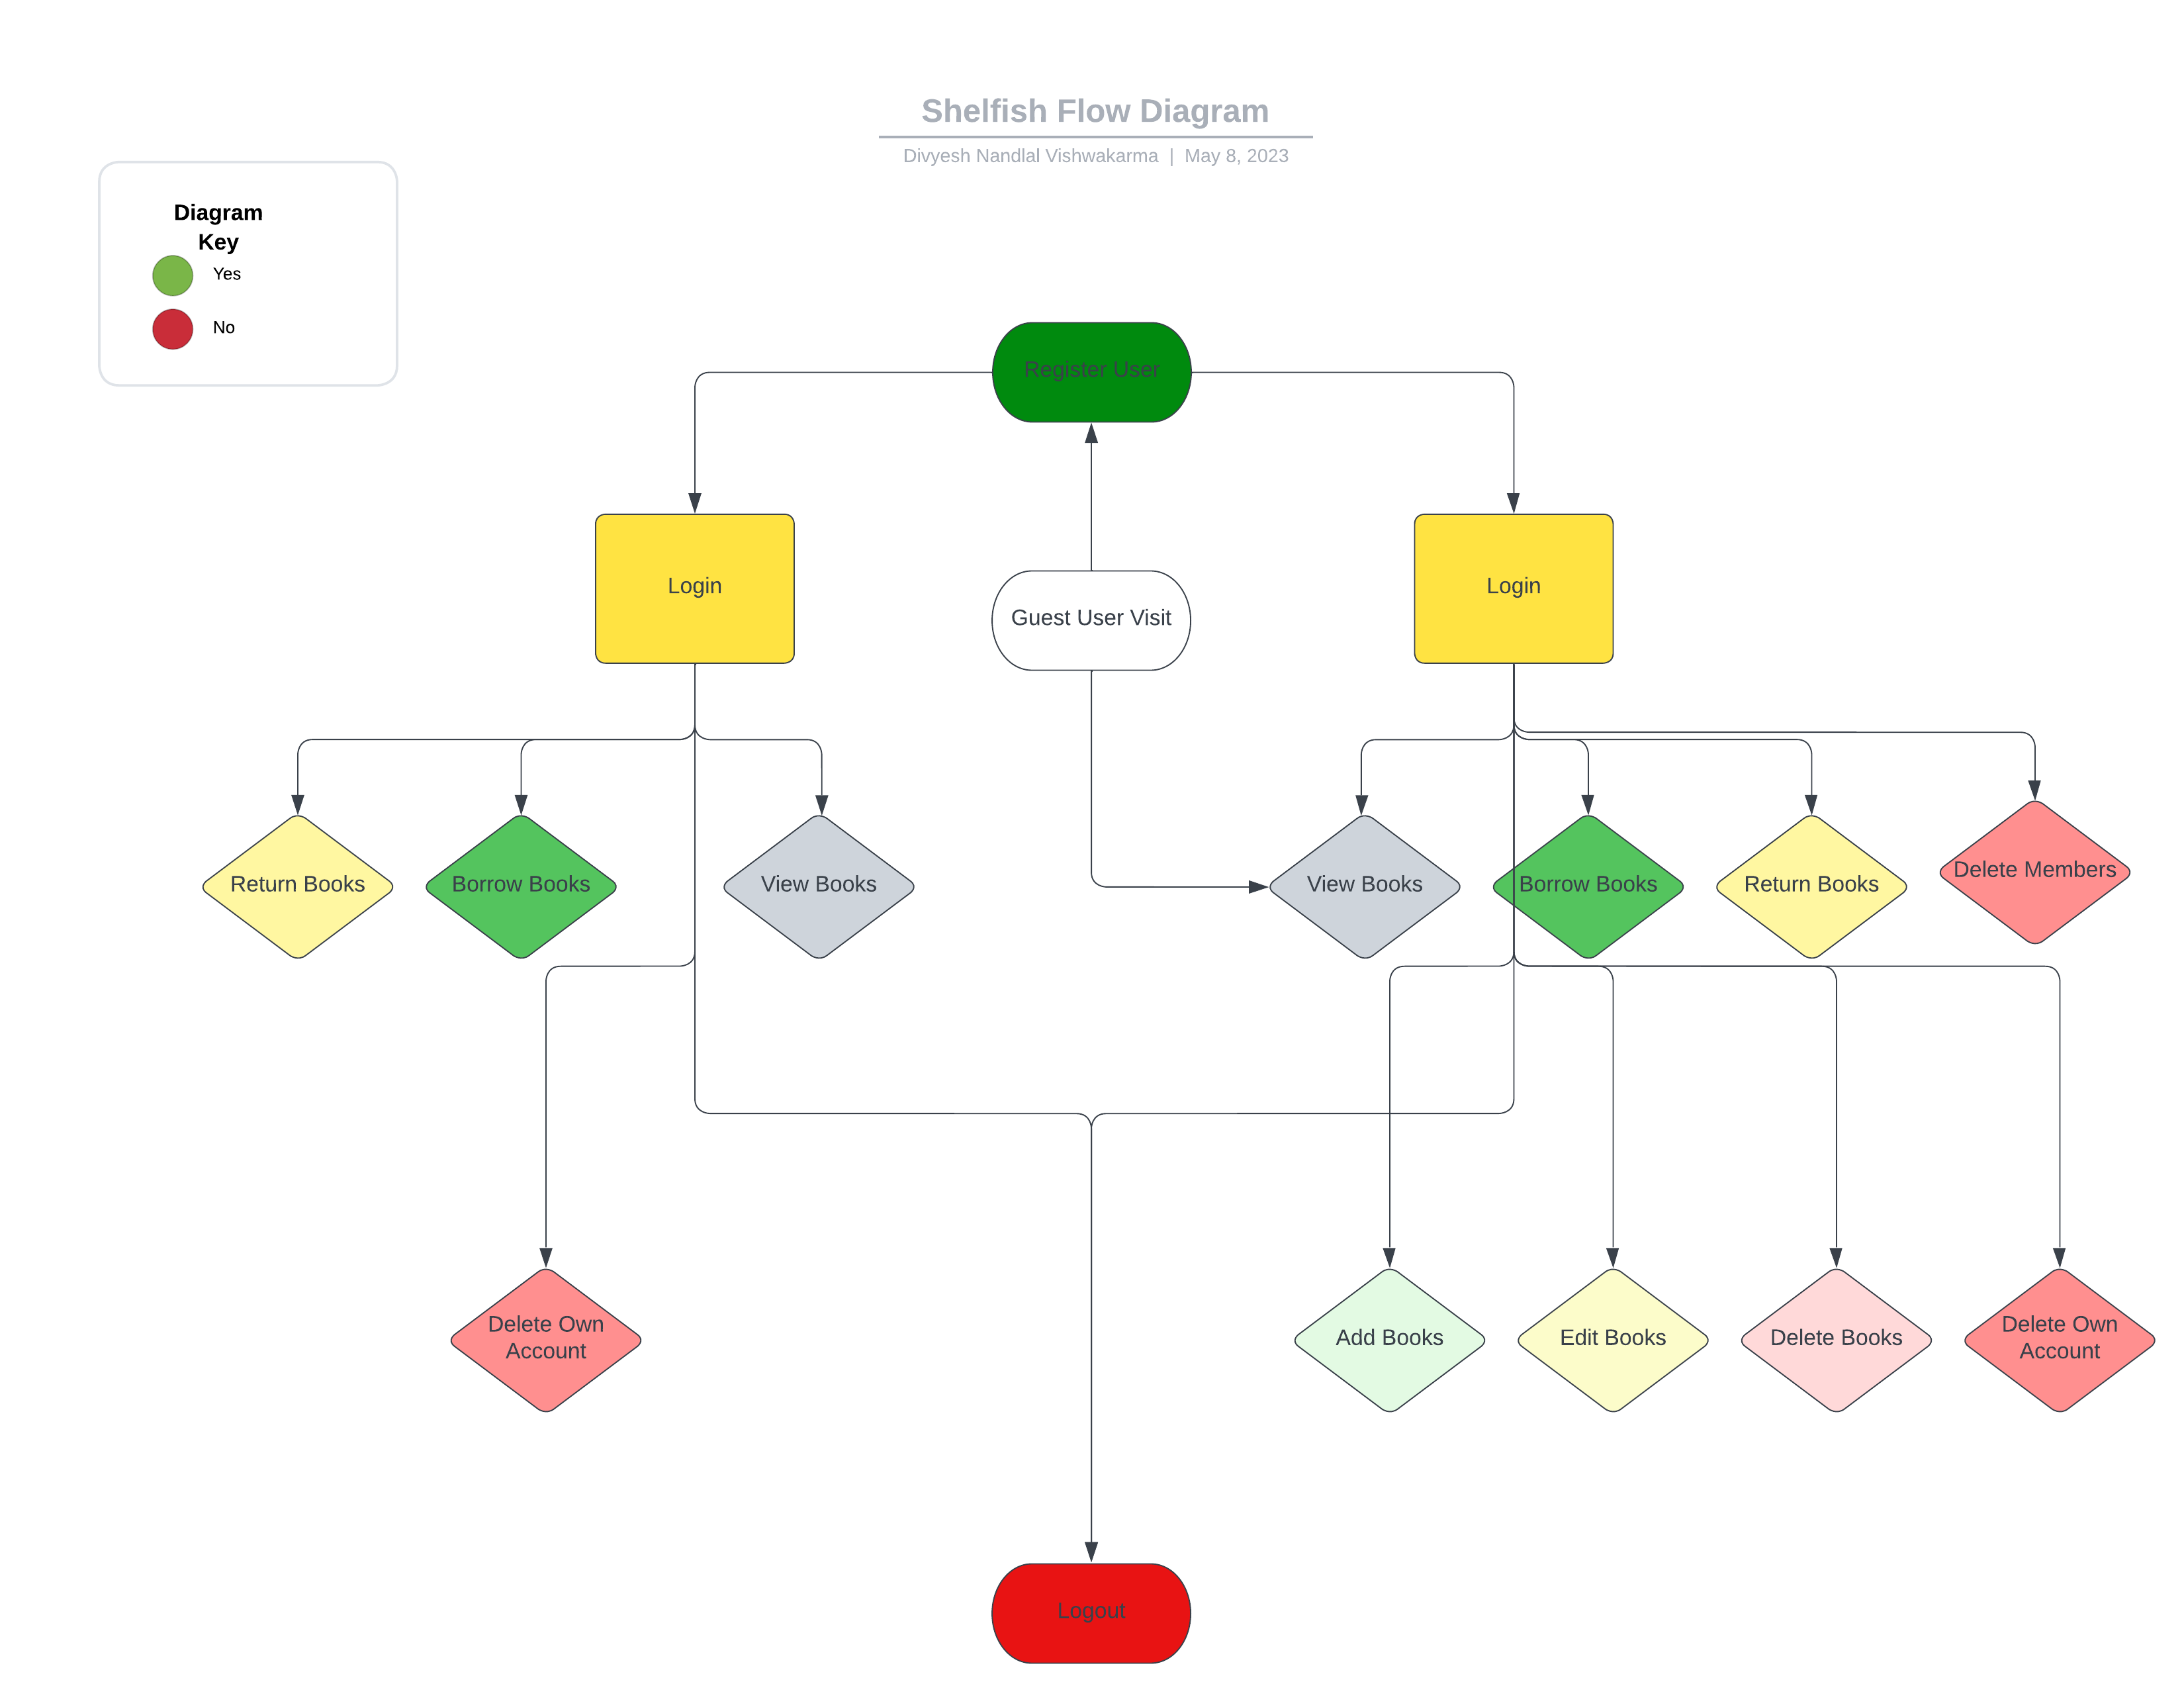 Shelfish Flow Diagram
Divyesh Nandlal Vishwakarma | May 8, 2023
Diagram
Key
Yes
No
Register User
Login
Guest User Visit
Login
Return Books
Borrow Books
View Books
View Books
Borrow Books
Return Books
Delete Members
Delete Own
Account
Add Books
Edit Books
Delete Books
Delete Own
Account
Logout